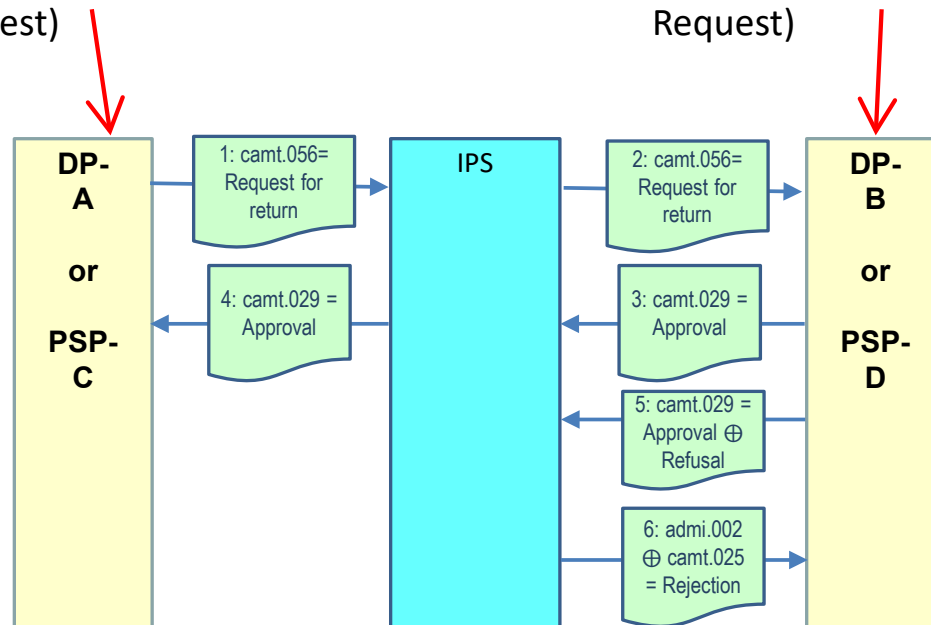 est)
Request)
DP-
A
or
PSP-
C
1: camt.056=
Request for
return
IPS
2: camt.056=
Request for
return
DP-
B
or
PSP-
D
4: camt.029 =
Approval
3: camt.029 =
Approval
5: camt.029 =
Approval ⊕
Refusal
6: admi.002
⊕ camt.025
= Rejection